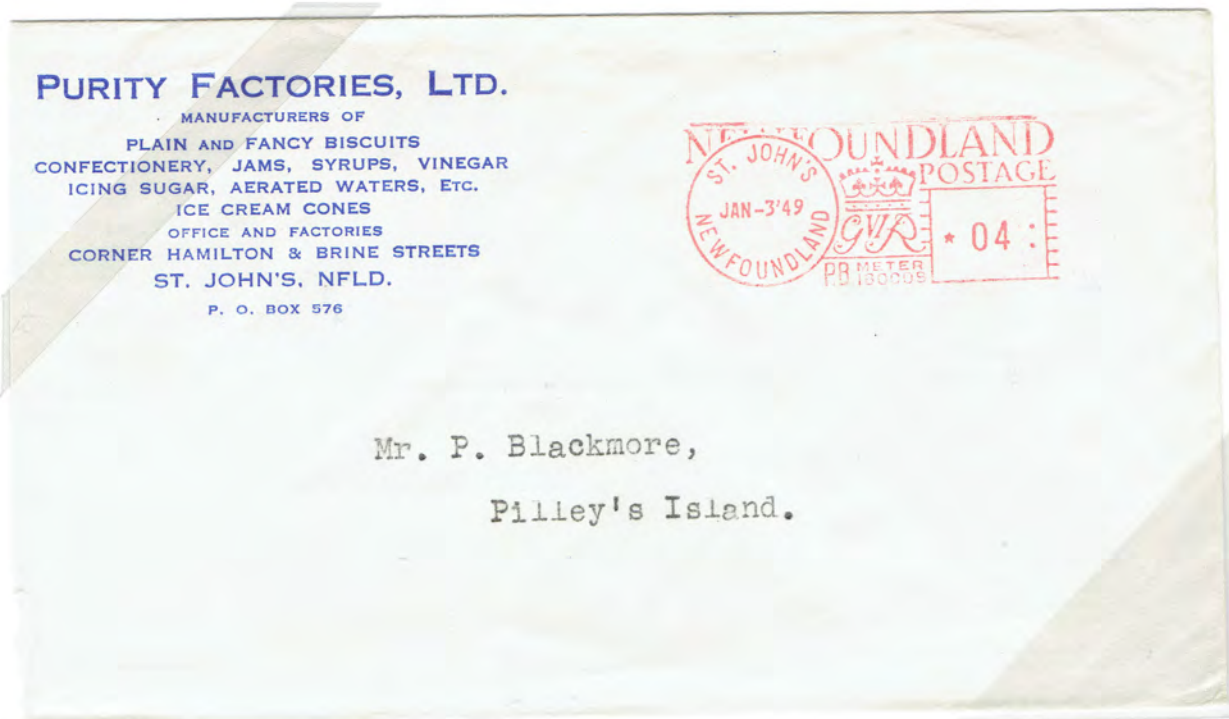 PURITY FACTORIES, LTD.
MANUFACTURERS OF
PLAIN AND FANCY BISCUITS
CONFECTIONERY, JAMS, SYRUPS, VINEGAR
ICING SUGAR, AERATED WATERS, ETC.
ICE CREAM CONES
OFFICE AND FACTORIES
CORNER HAMILTON & BRINE STREETS
ST. JOHN'S, NFLD.
P. O. BOX 576
NEWFOUNDLAND
POSTAGE
ST. JOHN'S
JAN-3'49
NEWFOUNDLAND
GVIR
* 04 :
P.B METER
Mr. P. Blackmore,
Pilley's Island.